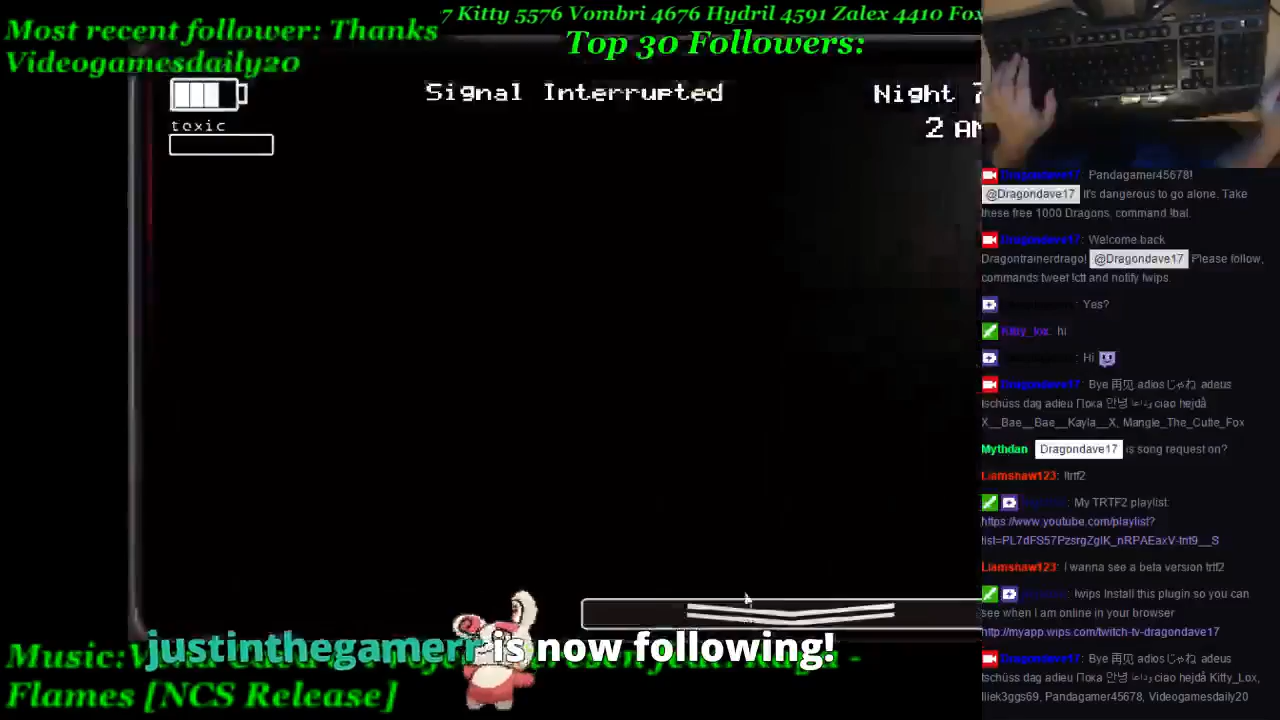 7 Kitty 5576 Vombri 4676 Hydril 4591 Zalex 4410 Fox
Most recent follower: Thanks
Videogamesdaily20
Top 30 Followers:
Signal Interrupted
Night 7
2 AM
toxic
Dragondave17: Pandagamer45678!
@Dragondave17 It's dangerous to go alone. Take
these free 1000 Dragons, command !bal.
Dragondave17: Welcome back
Dragontrainerdrago! @Dragondave17 Please follow,
commands tweet !ctt and notify !wips.
: Yes?
Kitty_lox: hi
: Hi
Dragondave17: Bye 再见 adios じゃね adeus
tschüss dag adieu Пока 안녕 وداعا ciao hejdå
X__Bae__Bae__Kayla__X, Mangle_The_Cutie_Fox
Mythdan Dragondave17 is song request on?
Liamshaw123: !trtf2
: My TRTF2 playlist:
https://www.youtube.com/playlist?
list=PL7dFS57PzsrgZglK_nRPAEaxV-tnt9__S
Liamshaw123: I wanna see a beta version trtf2
: !wips Install this plugin so you can
see when I am online in your browser
http://myapp.wips.com/twitch-tv-dragondave17
Dragondave17: Bye 再见 adios じゃね adeus
tschüss dag adieu Пока 안녕 وداعا ciao hejdå Kitty_Lox,
Iliek3ggs69, Pandagamer45678, Videogamesdaily20
justinthegamerr is now following!
Music:
Flames [NCS Release]